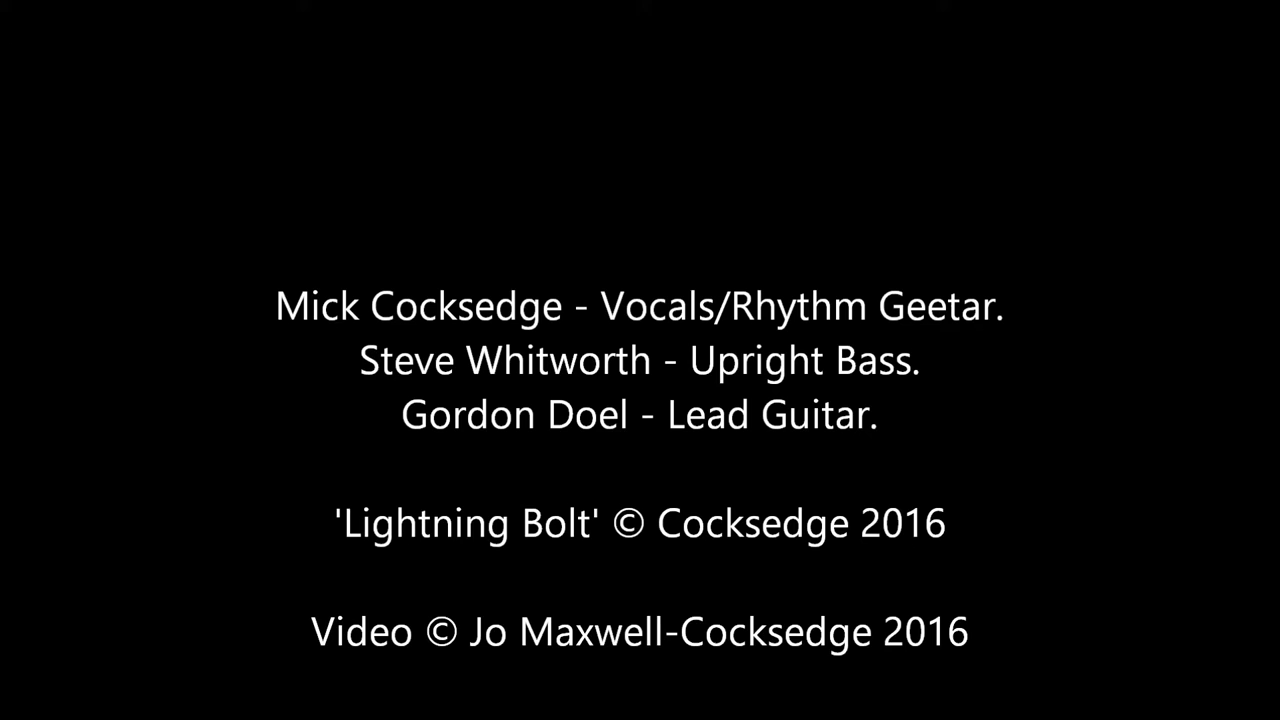 Mick Cocksedge - Vocals/Rhythm Geetar.
Steve Whitworth - Upright Bass.
Gordon Doel - Lead Guitar.
'Lightning Bolt' © Cocksedge 2016
Video © Jo Maxwell-Cocksedge 2016